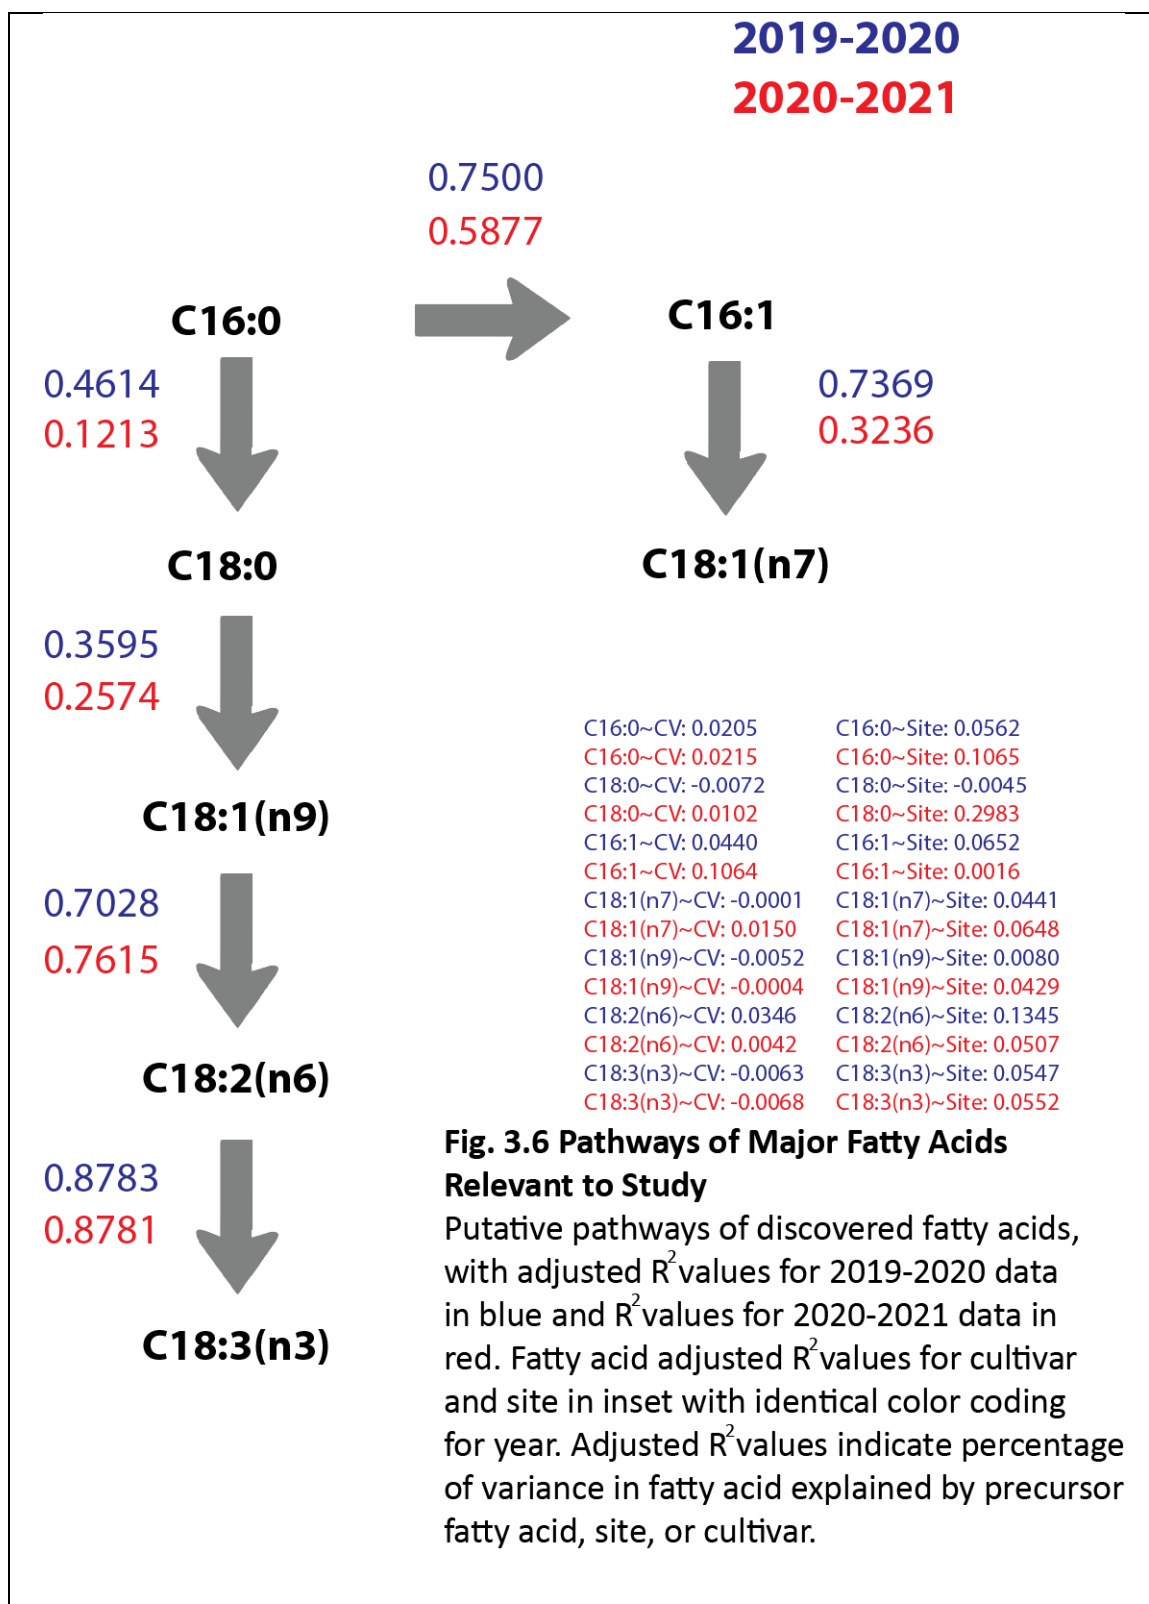 2019-2020
2020-2021
0.7500
0.5877
C16:0
C16:1
0.4614
0.1213
0.7369
0.3236
C18:0
C18:1(n7)
0.3595
0.2574
C18:1(n9)
0.7028
0.7615
C18:2(n6)
0.8783
0.8781
C18:3(n3)
C16:0~CV: 0.0205 C16:0~Site: 0.0562
C16:0~CV: 0.0215 C16:0~Site: 0.1065
C18:0~CV: -0.0072 C18:0~Site: -0.0045
C18:0~CV: 0.0102 C18:0~Site: 0.2983
C16:1~CV: 0.0440 C16:1~Site: 0.0652
C16:1~CV: 0.1064 C16:1~Site: 0.0016
C18:1(n7)~CV: -0.0001 C18:1(n7)~Site: 0.0441
C18:1(n7)~CV: 0.0150 C18:1(n7)~Site: 0.0648
C18:1(n9)~CV: -0.0052 C18:1(n9)~Site: 0.0080
C18:1(n9)~CV: -0.0004 C18:1(n9)~Site: 0.0429
C18:2(n6)~CV: 0.0346 C18:2(n6)~Site: 0.1345
C18:2(n6)~CV: 0.0042 C18:2(n6)~Site: 0.0507
C18:3(n3)~CV: -0.0063 C18:3(n3)~Site: 0.0547
C18:3(n3)~CV: -0.0068 C18:3(n3)~Site: 0.0552
Fig. 3.6 Pathways of Major Fatty Acids
Relevant to Study
Putative pathways of discovered fatty acids,
with adjusted R² values for 2019-2020 data
in blue and R² values for 2020-2021 data in
red. Fatty acid adjusted R² values for cultivar
and site in inset with identical color coding
for year. Adjusted R² values indicate percentage
of variance in fatty acid explained by precursor
fatty acid, site, or cultivar.